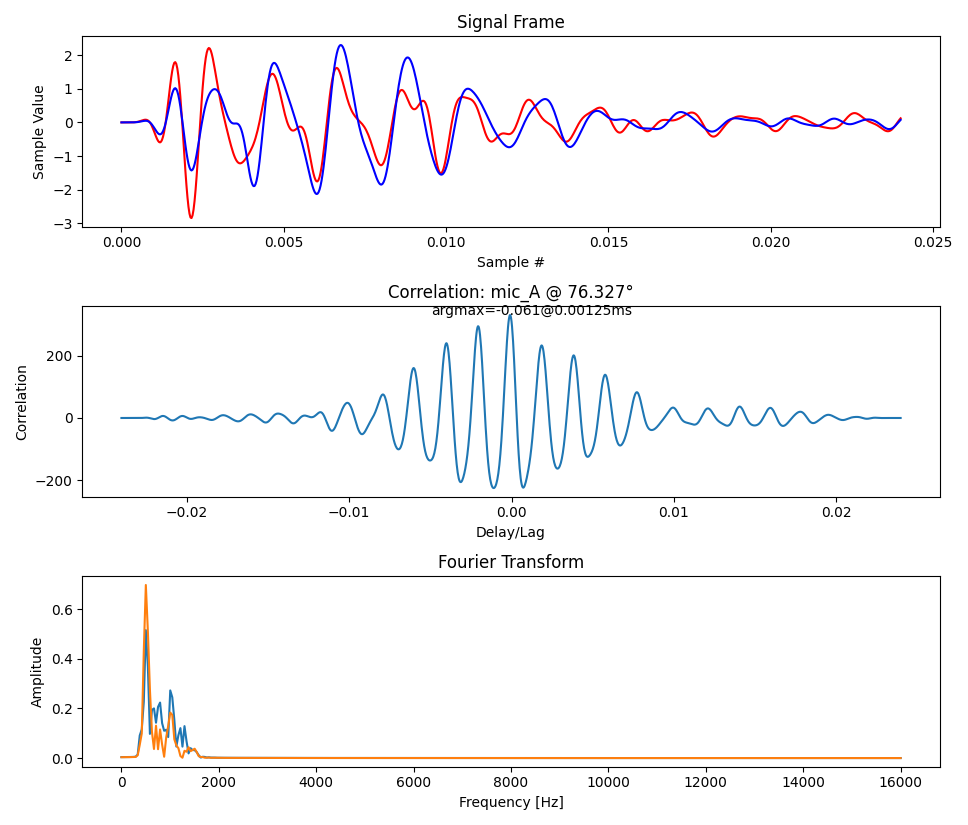 Signal Frame
2
1
0
−1
−2
−3
Sample Value
0.000 0.005 0.010 0.015 0.020 0.025
Sample #
Correlation: mic_A @ 76.327°
argmax=-0.061@0.00125ms
200
0
−200
Correlation
−0.02 −0.01 0.00 0.01 0.02
Delay/Lag
Fourier Transform
0.6
0.4
0.2
0.0
Amplitude
0 2000 4000 6000 8000 10000 12000 14000 16000
Frequency [Hz]